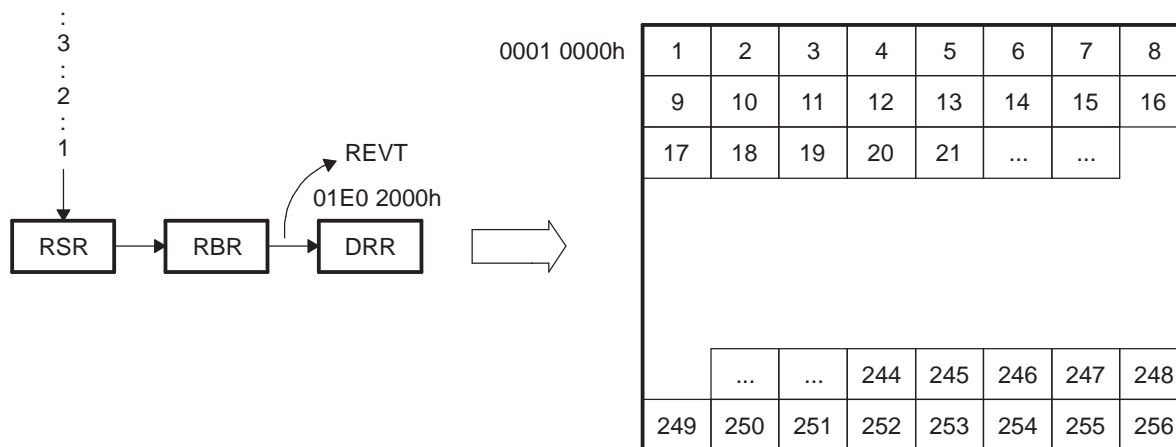 :
3
:
2
:
1
REVT
01E0 2000h
RSR
RBR
DRR
0001 0000h
1 2 3 4 5 6 7 8
9 10 11 12 13 14 15 16
17 18 19 20 21 ... ...
... ... 244 245 246 247 248
249 250 251 252 253 254 255 256